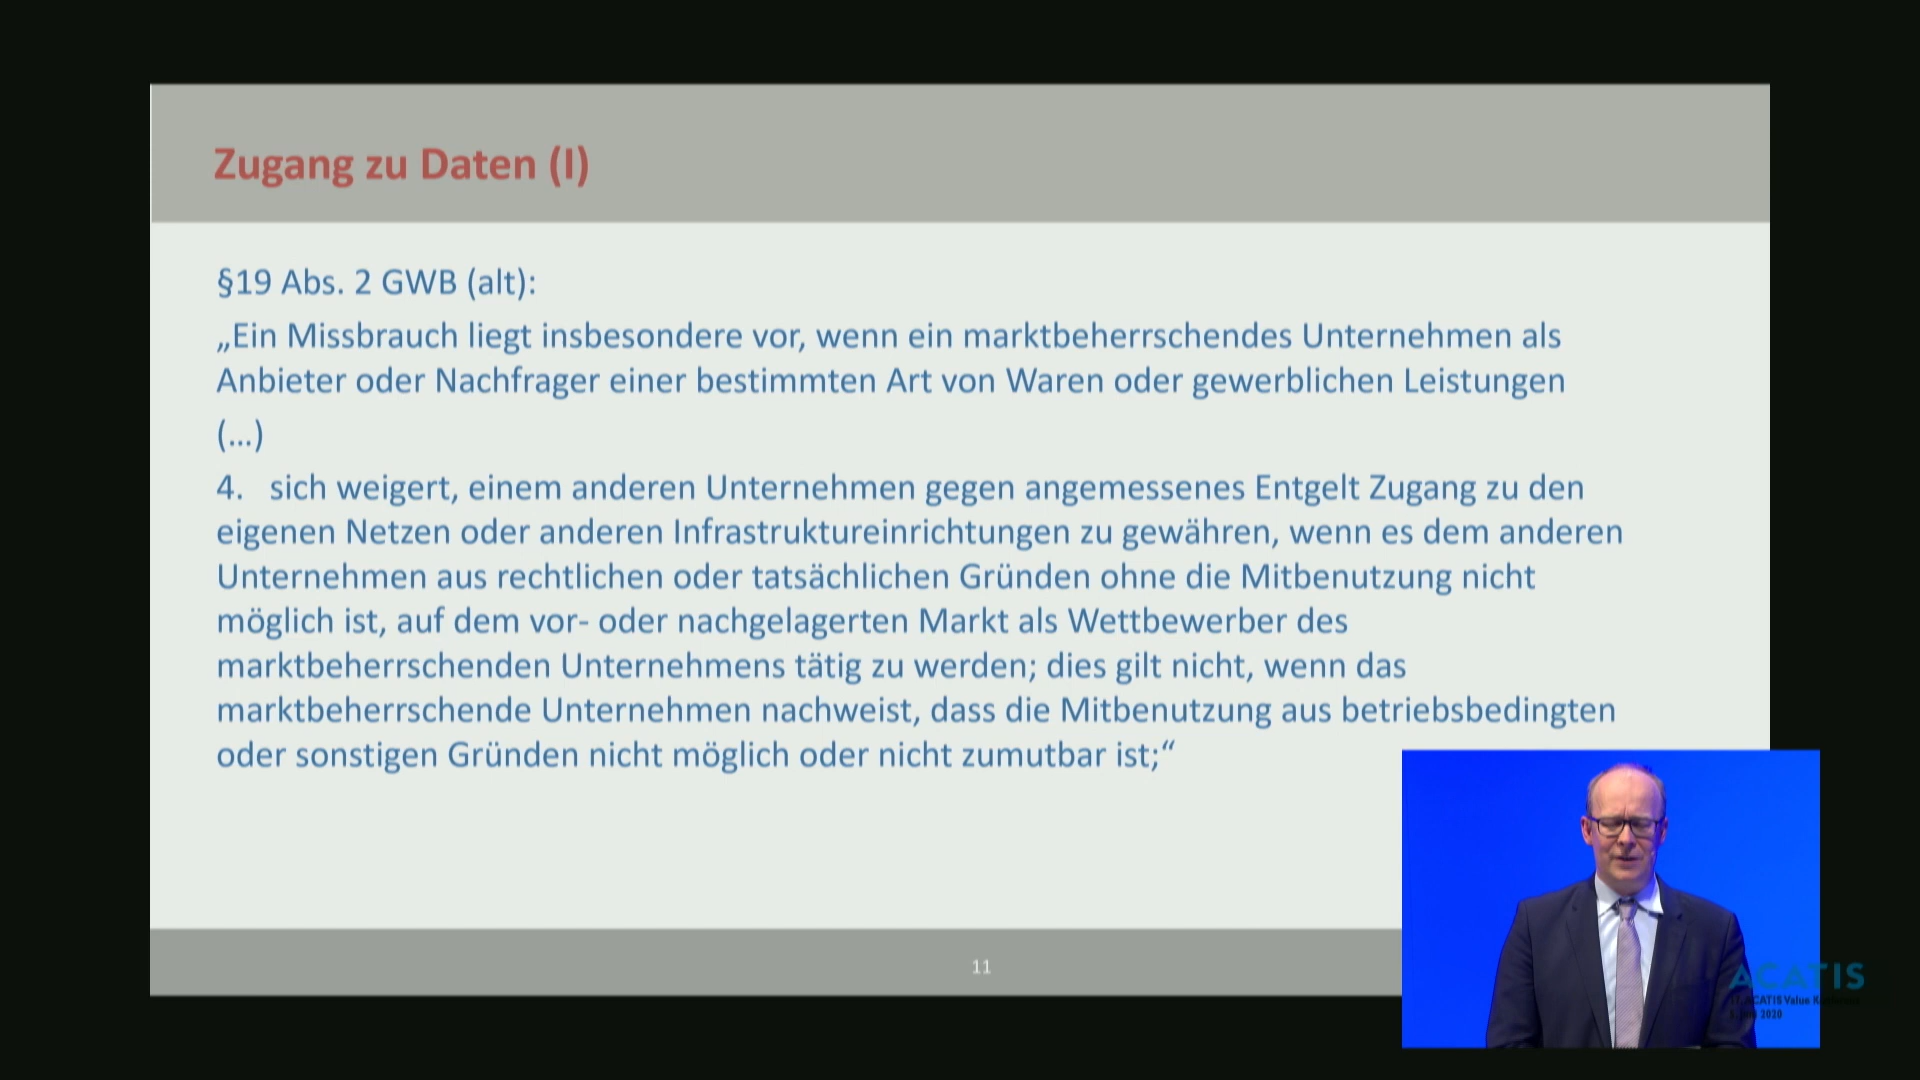 Zugang zu Daten (I)
§19 Abs. 2 GWB (alt):
„Ein Missbrauch liegt insbesondere vor, wenn ein marktbeherrschendes Unternehmen als
Anbieter oder Nachfrager einer bestimmten Art von Waren oder gewerblichen Leistungen
(...)
4. sich weigert, einem anderen Unternehmen gegen angemessenes Entgelt Zugang zu den
eigenen Netzen oder anderen Infrastruktureinrichtungen zu gewähren, wenn es dem anderen
Unternehmen aus rechtlichen oder tatsächlichen Gründen ohne die Mitbenutzung nicht
möglich ist, auf dem vor- oder nachgelagerten Markt als Wettbewerber des
marktbeherrschenden Unternehmens tätig zu werden; dies gilt nicht, wenn das
marktbeherrschende Unternehmen nachweist, dass die Mitbenutzung aus betriebsbedingten
oder sonstigen Gründen nicht möglich oder nicht zumutbar ist;“
11
ACATIS
ACATIS Value
2020